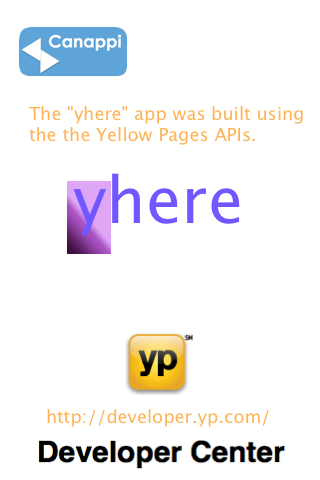 Canappi
The "yhere" app was built using
the the Yellow Pages APIs.
yhere
yp SM
http://developer.yp.com/
Developer Center